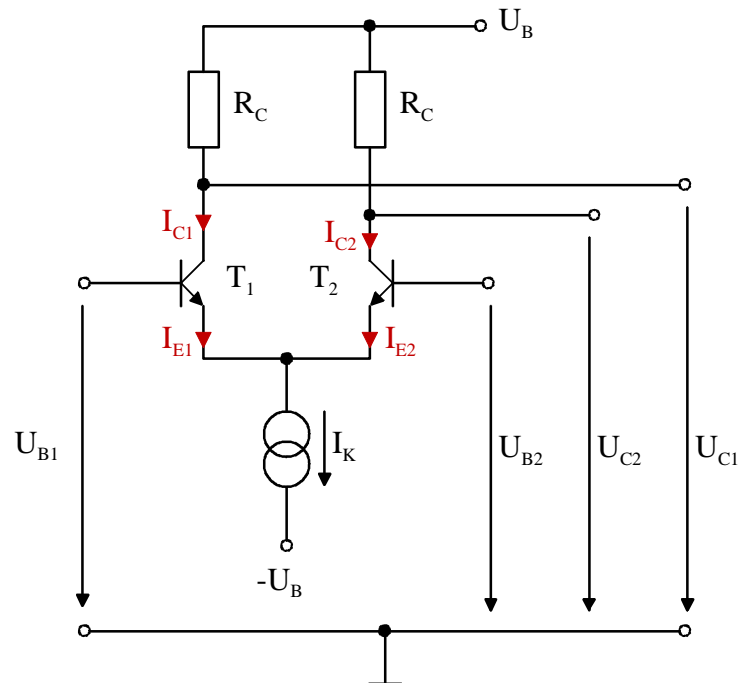 U_B
R_C R_C
I_C1 I_C2
T_1 T_2
I_E1 I_E2
U_B1 I_K U_B2 U_C2 U_C1
-U_B